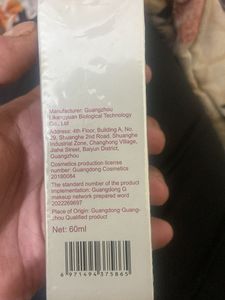 Manufacturer: Guangzhou
Likangyuan Biological Technology
Co., Ltd
Address: 4th Floor, Building A, No.
29, Shuanghe 2nd Road, Shuanghe
Industrial Zone, Changhong Village,
Jiahe Street, Baiyun District,
Guangzhou
Cosmetics production license
number: Guangdong Cosmetics
20180084
The standard number of the product
implementation: Guangdong G
makeup network prepared word
2022269697
Place of Origin: Guangdong Guang-
zhou Qualified product
Net: 60ml
6 971494 375865